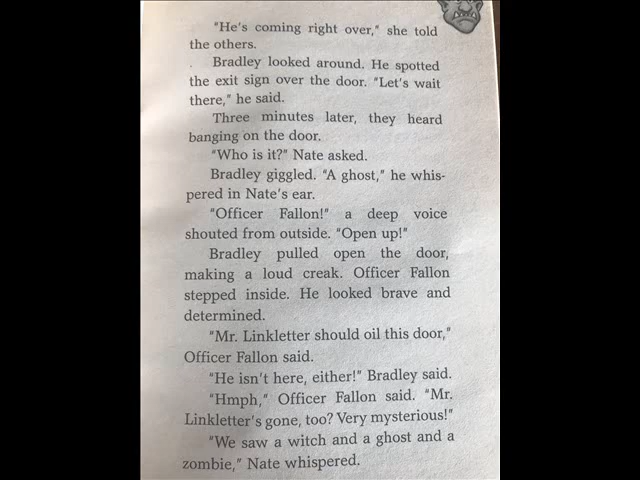 "He's coming right over," she told
the others.
Bradley looked around. He spotted
the exit sign over the door. "Let's wait
there," he said.
Three minutes later, they heard
banging on the door.
"Who is it?" Nate asked.
Bradley giggled. "A ghost," he whis-
pered in Nate's ear.
"Officer Fallon!" a deep voice
shouted from outside. "Open up!"
Bradley pulled open the door,
making a loud creak. Officer Fallon
stepped inside. He looked brave and
determined.
"Mr. Linkletter should oil this door,"
Officer Fallon said.
"He isn't here, either!" Bradley said.
"Hmph," Officer Fallon said. "Mr.
Linkletter's gone, too? Very mysterious!"
"We saw a witch and a ghost and a
zombie," Nate whispered.